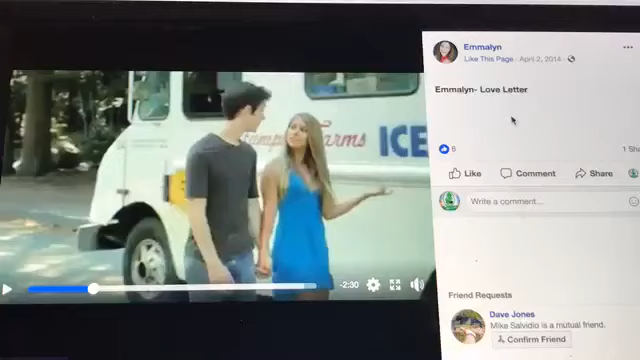 Emmalyn
Like This Page · April 2, 2014 ·
Emmalyn- Love Letter
ICE
6
Like Comment Share
Write a comment...
-2:30
Friend Requests
Dave Jones
Mike Salvidio is a mutual friend.
Confirm Friend